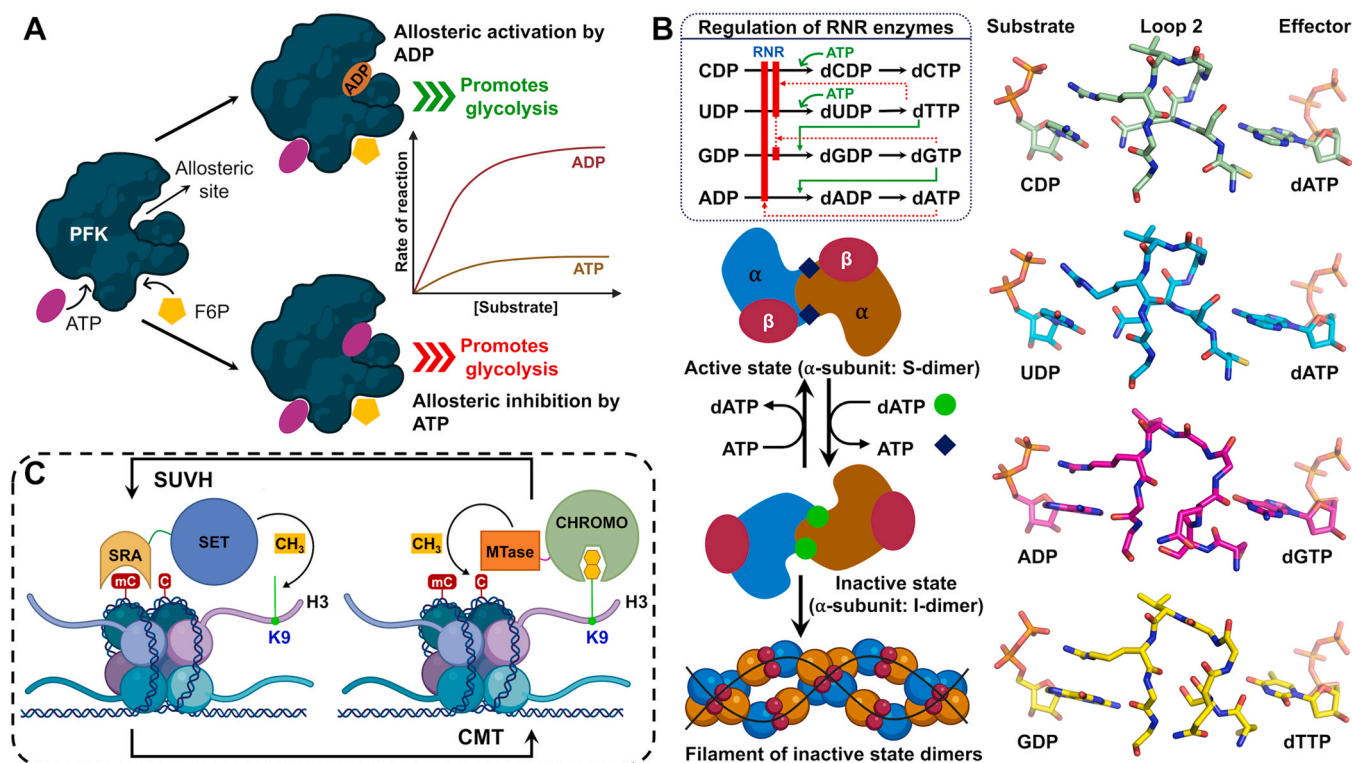 A
Allosteric activation by
ADP
ADP
Promotes
glycolysis
Allosteric
site
PFK
ATP
F6P
Rate of reaction
ADP
ATP
[Substrate]
Promotes
glycolysis
Allosteric inhibition by
ATP
B
Regulation of RNR enzymes
RNR
ATP
CDP
dCDP
dCTP
ATP
UDP
dUDP
dTTP
GDP
dGDP
dGTP
ADP
dADP
dATP
α
β
β
α
Active state (α-subunit: S-dimer)
dATP
dATP
ATP
ATP
Inactive state
(α-subunit: I-dimer)
Filament of inactive state dimers
Substrate
Loop 2
Effector
CDP
dATP
UDP
dATP
ADP
dGTP
GDP
dTTP
C
SUVH
SRA
SET
CH3
mC
C
H3
K9
CH3
MTase
CHROMO
mC
C
H3
K9
CMT